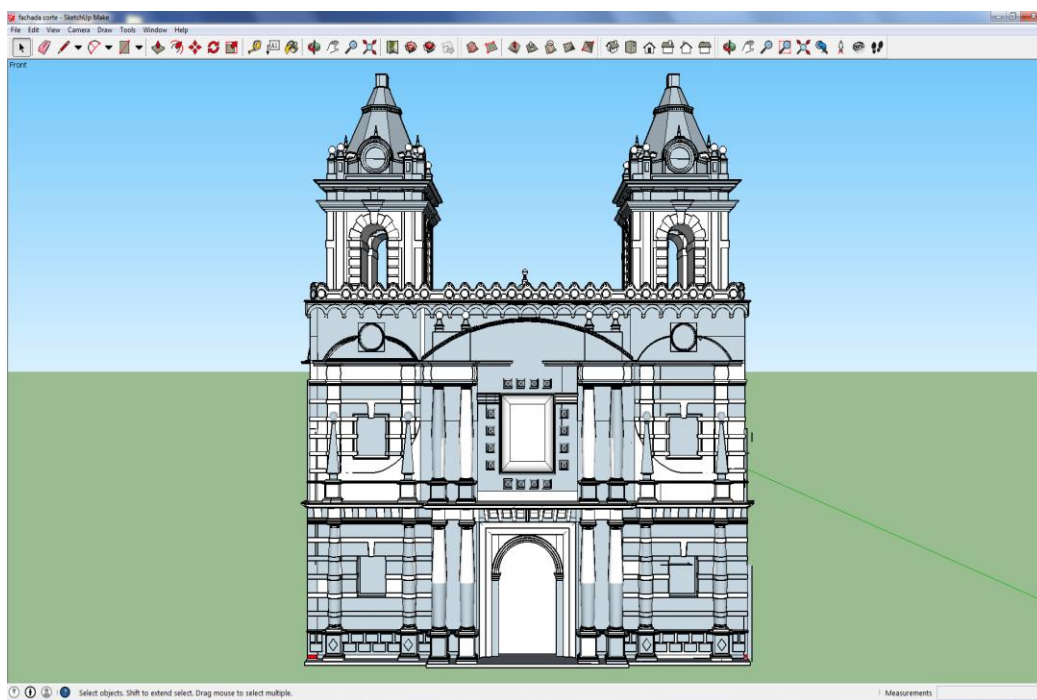 fachada corte - SketchUp Make
File Edit View Camera Draw Tools Window Help
Front
Select objects. Shift to extend select. Drag mouse to select multiple.
Measurements